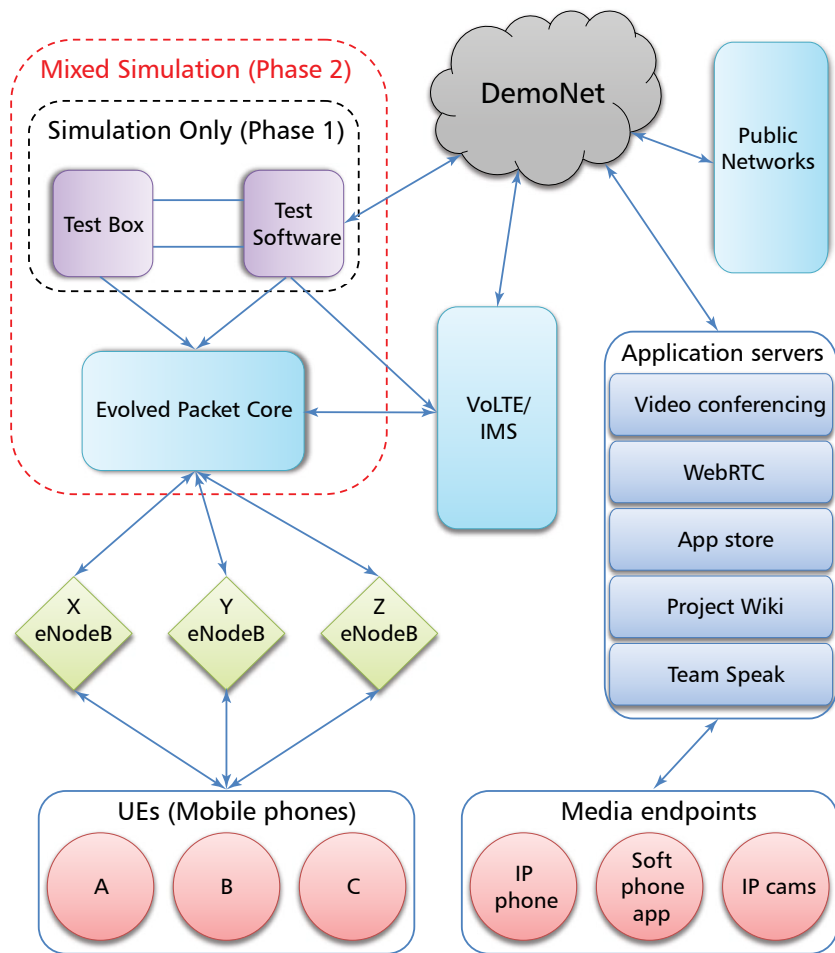 Mixed Simulation (Phase 2)
Simulation Only (Phase 1)
Test Box
Test
Software
DemoNet
Public
Networks
Evolved Packet Core
VoLTE/
IMS
Application servers
Video conferencing
WebRTC
App store
Project Wiki
Team Speak
X
eNodeB
Y
eNodeB
Z
eNodeB
UEs (Mobile phones)
A
B
C
Media endpoints
IP
phone
Soft
phone
app
IP cams